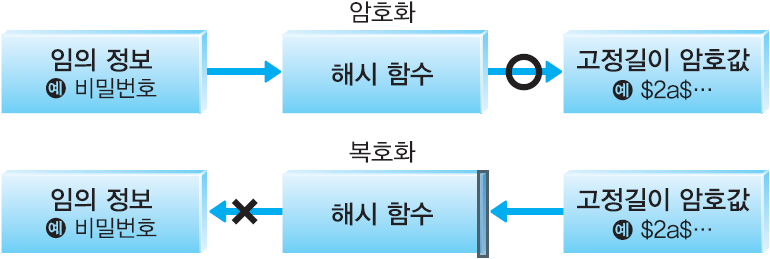 암호화
임의 정보
예 비밀번호
해시 함수
고정길이 암호값
예 $2a$…
복호화
임의 정보
예 비밀번호
해시 함수
고정길이 암호값
예 $2a$…